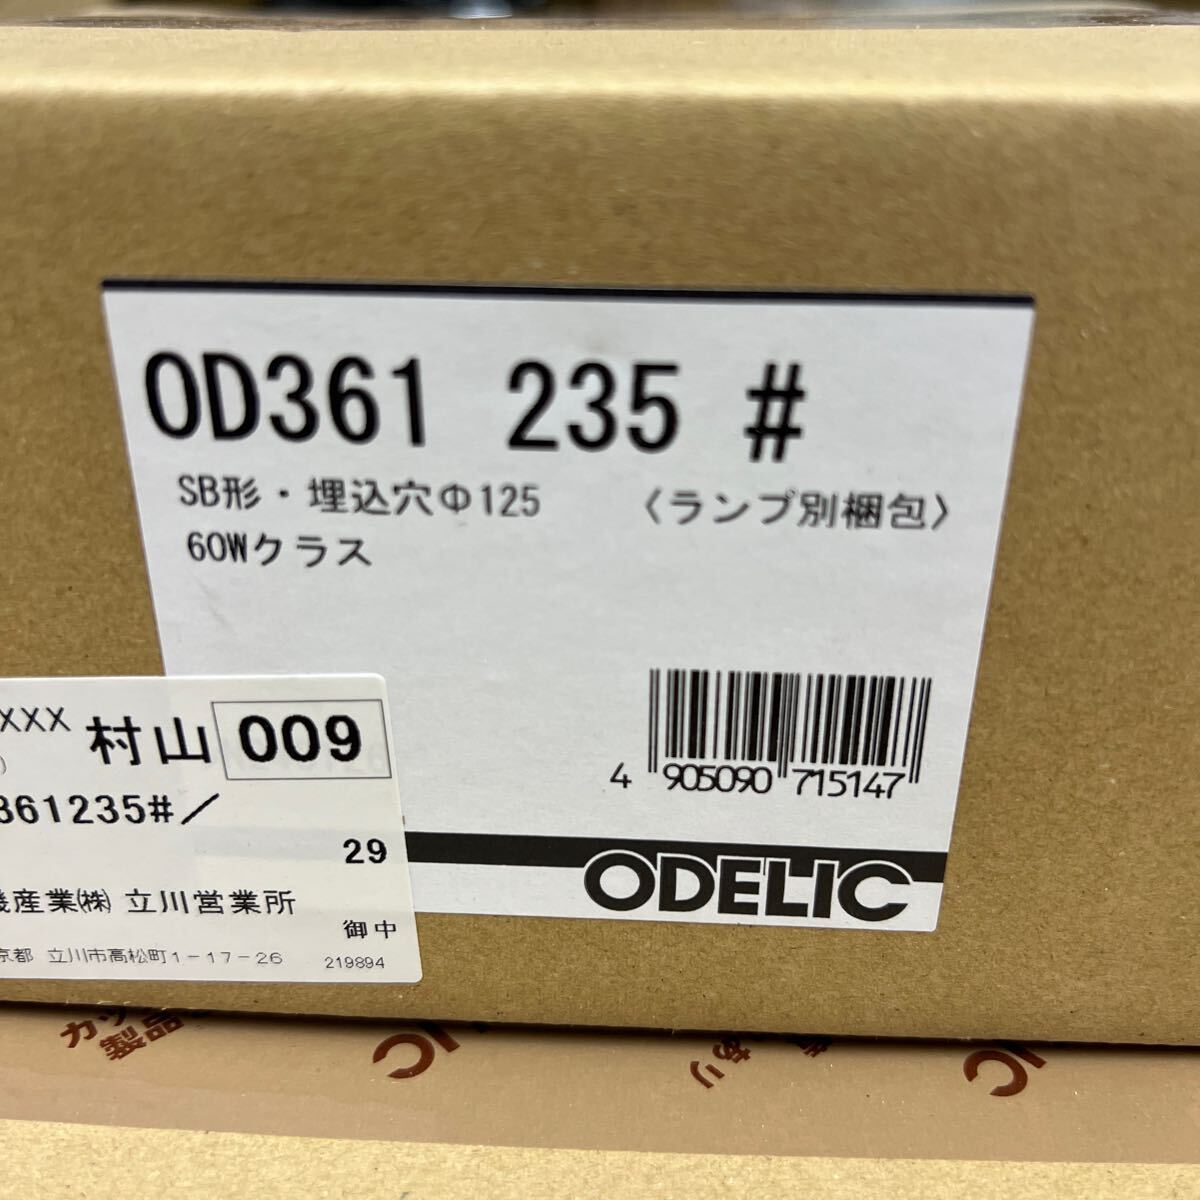 OD361 235 #
SB形・埋込穴Φ125 〈ランプ別梱包〉
60Wクラス
4 905090 715147
ODELIC
XXX 村山 009
361235#／
29
産業㈱ 立川営業所
御中
京都 立川市高松町1-17-26 219894
製品